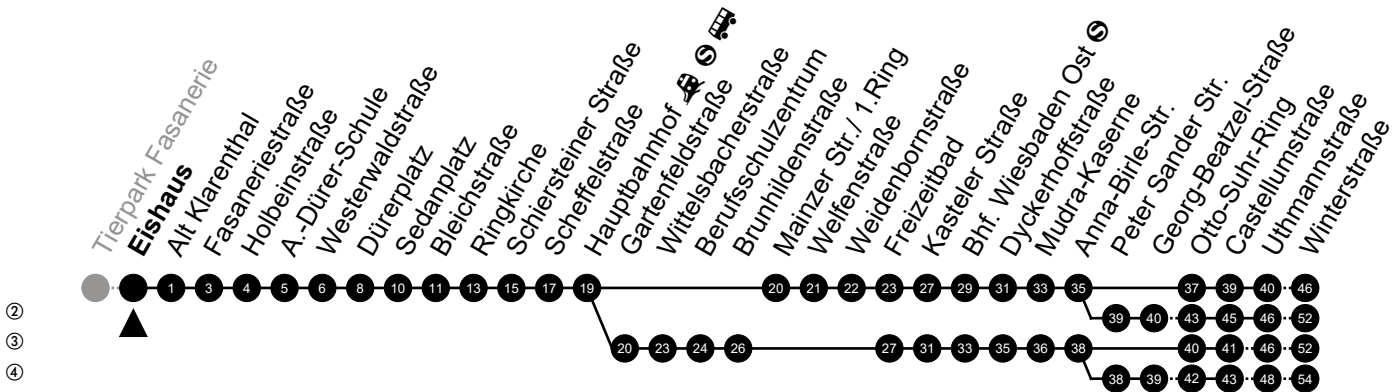 Tierpark Fasanerie
Eishaus
Alt Klarenthal
Fasaneriestraße
Holbeinstraße
A.-Dürer-Schule
Westerwaldstraße
Dürerplatz
Sedanplatz
Bleichstraße
Ringkirche
Schiersteiner Straße
Scheffelstraße
Hauptbahnhof S
Gartenfeldstraße
Wittelsbacherstraße
Berufsschulzentrum
Brunhildenstraße
Mainzer Str./ 1.Ring
Welfenstraße
Weidenbornstraße
Freizeitbad
Kasteler Straße
Bhf. Wiesbaden Ost S
Dyckerhoffstraße
Mudra-Kaserne
Anna-Birle-Str.
Peter Sander Str.
Georg-Beatzel-Straße
Otto-Suhr-Ring
Castellumstraße
Uthmannstraße
Winterstraße
1 3 4 5 6 8 10 11 13 15 17 19 20 21 22 23 27 29 31 33 35 37 39 40 46
② 39 40 43 45 46 52
③ 20 23 24 26 27 31 33 35 36 38 40 41 46 52
④ 38 39 42 43 48 54